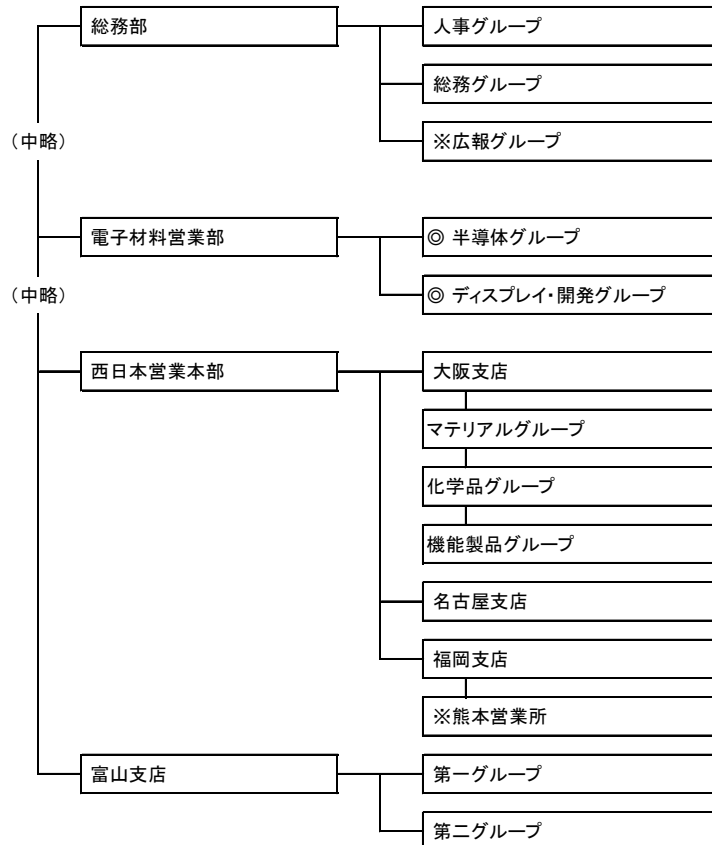 総務部
人事グループ
総務グループ
(中略)
※広報グループ
電子材料営業部
◎ 半導体グループ
(中略)
◎ ディスプレイ・開発グループ
西日本営業本部
大阪支店
マテリアルグループ
化学品グループ
機能製品グループ
名古屋支店
福岡支店
※熊本営業所
富山支店
第一グループ
第二グループ